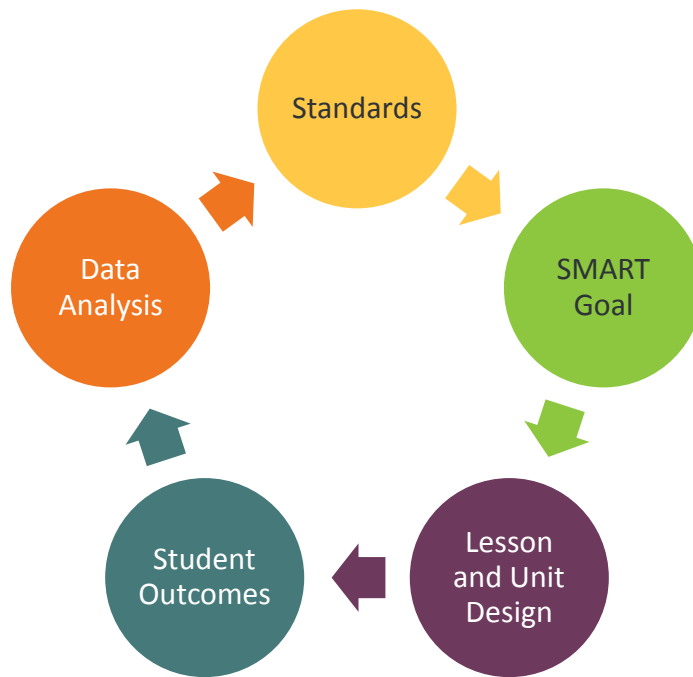 Standards
SMART
Goal
Lesson
and Unit
Design
Student
Outcomes
Data
Analysis